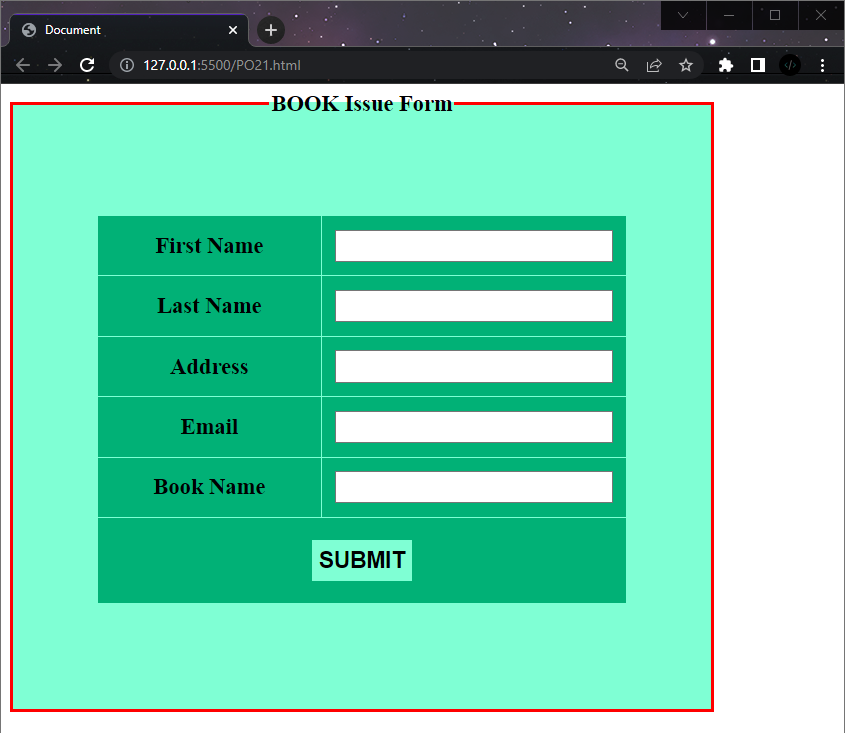 Document
127.0.0.1:5500/PO21.html
BOOK Issue Form
First Name
Last Name
Address
Email
Book Name
SUBMIT